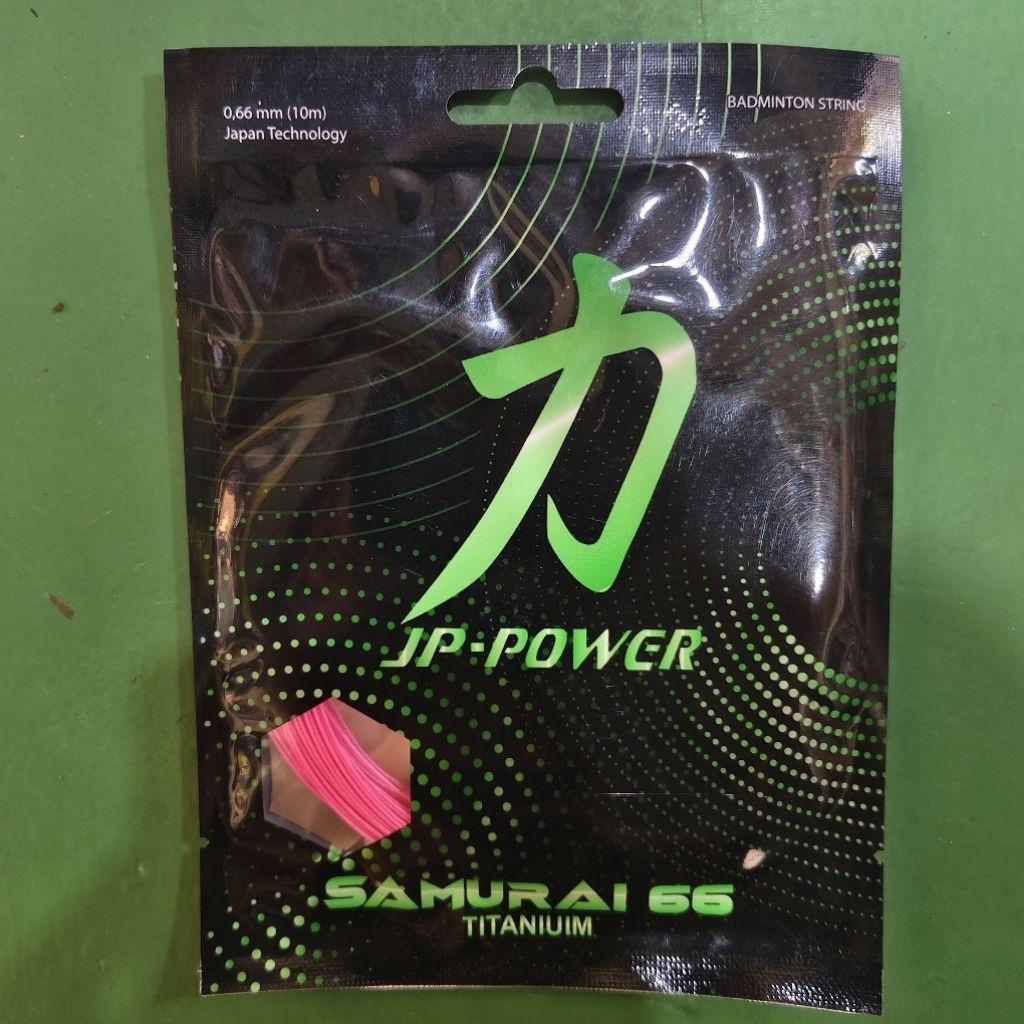 0,66 mm (10m)
Japan Technology
BADMINTON STRING
力
JP-POWER
SAMURAI 66
TITANIUIM